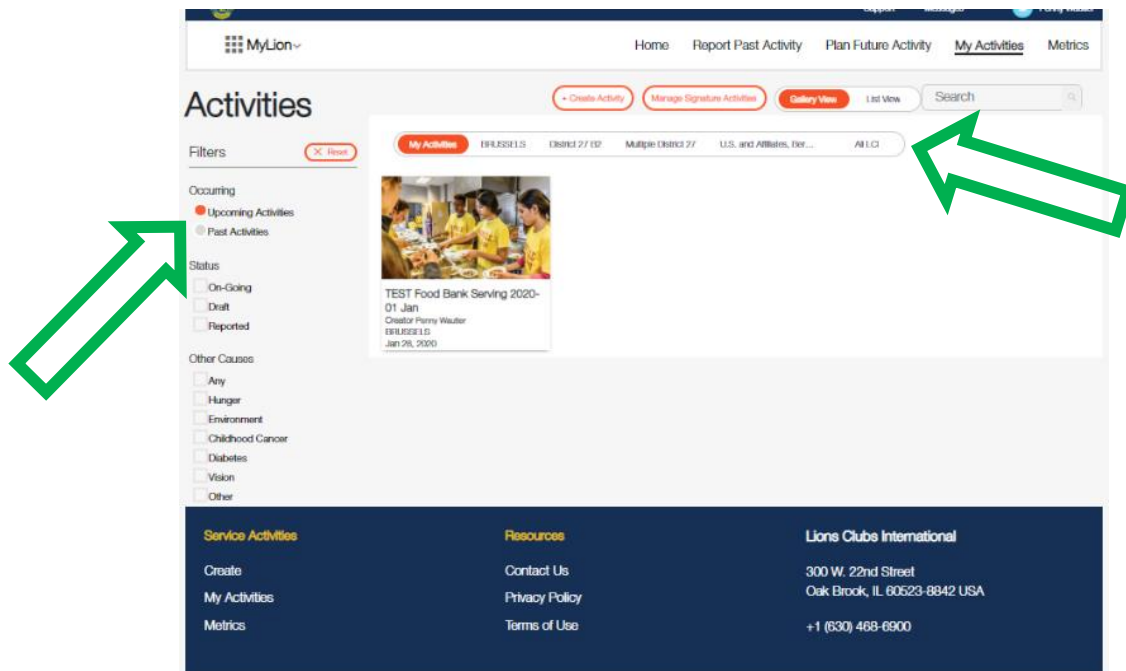 Support Messages Penny Wautier
MyLion
Home Report Past Activity Plan Future Activity My Activities Metrics
Activities
+ Create Activity Manage Signature Activities Gallery View List View Search
Filters X Reset
My Activities BRUSSELS District 27 B2 Multiple District 27 U.S. and Affiliates, Ber... All LCI
Occurring
Upcoming Activities
Past Activities
Status
On-Going
Draft
Reported
TEST Food Bank Serving 2020-
01 Jan
Creator Penny Wautier
BRUSSELS
Jan 28, 2020
Other Causes
Any
Hunger
Environment
Childhood Cancer
Diabetes
Vision
Other
Service Activities
Create
My Activities
Metrics
Resources
Contact Us
Privacy Policy
Terms of Use
Lions Clubs International
300 W. 22nd Street
Oak Brook, IL 60523-8842 USA
+1 (630) 468-6900